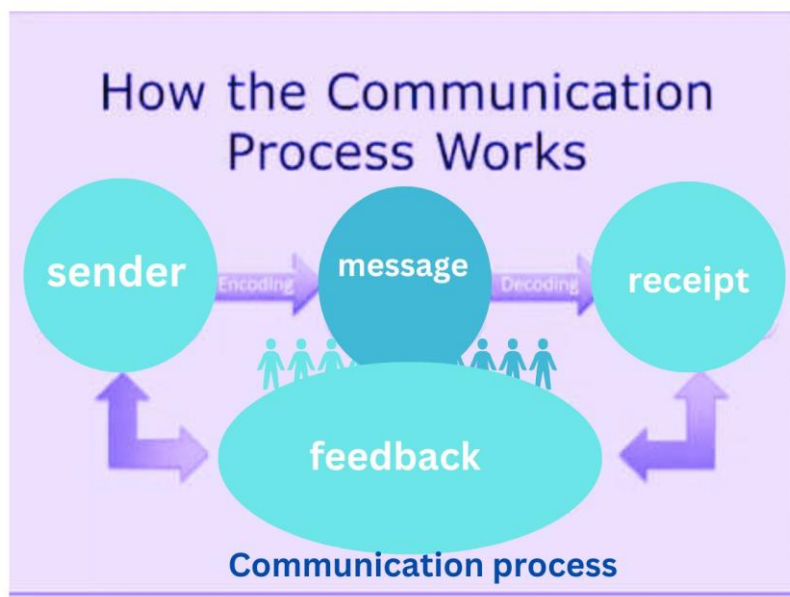 How the Communication
Process Works
sender
Encoding
message
Decoding
receipt
feedback
Communication process